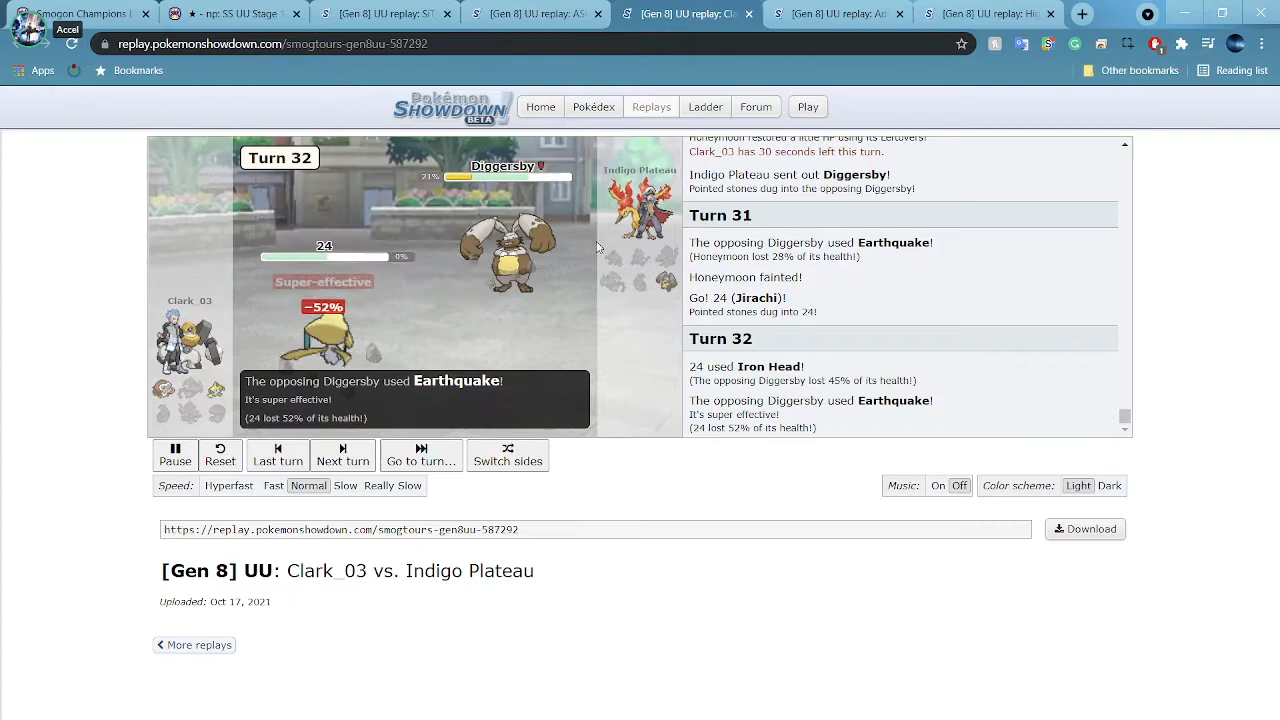 Smogon Champions L
★ - np: SS UU Stage 1
[Gen 8] UU replay: SiT
[Gen 8] UU replay: ASG
[Gen 8] UU replay: Cla
[Gen 8] UU replay: Ad
[Gen 8] UU replay: Hig
Accel
replay.pokemonshowdown.com/smogtours-gen8uu-587292
Apps
Bookmarks
Other bookmarks
Reading list
Pokémon
SHOWDOWN
BETA
Home
Pokédex
Replays
Ladder
Forum
Play
Turn 32
Diggersby
21%
24
0%
Super-effective
−52%
Clark_03
Indigo Plateau
The opposing Diggersby used Earthquake!
It's super effective!
(24 lost 52% of its health!)
Honeymoon restored a little HP using its Leftovers!
Clark_03 has 30 seconds left this turn.
Indigo Plateau sent out Diggersby!
Pointed stones dug into the opposing Diggersby!
Turn 31
The opposing Diggersby used Earthquake!
(Honeymoon lost 28% of its health!)
Honeymoon fainted!
Go! 24 (Jirachi)!
Pointed stones dug into 24!
Turn 32
24 used Iron Head!
(The opposing Diggersby lost 45% of its health!)
The opposing Diggersby used Earthquake!
It's super effective!
(24 lost 52% of its health!)
Pause
Reset
Last turn
Next turn
Go to turn...
Switch sides
Speed: Hyperfast Fast Normal Slow Really Slow
Music: On Off
Color scheme: Light Dark
https://replay.pokemonshowdown.com/smogtours-gen8uu-587292
Download
[Gen 8] UU: Clark_03 vs. Indigo Plateau
Uploaded: Oct 17, 2021
More replays